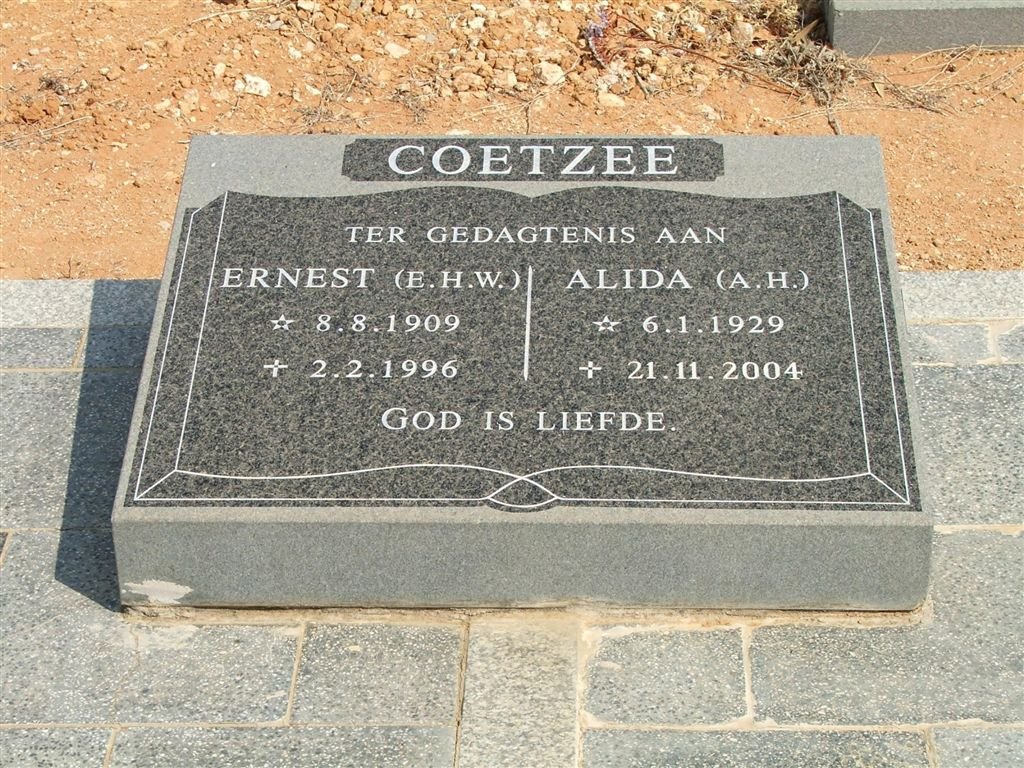 COETZEE
TER GEDAGTENIS AAN
ERNEST (E.H.W.)
☆ 8.8.1909
✝ 2.2.1996
ALIDA (A.H.)
☆ 6.1.1929
✝ 21.11.2004
GOD IS LIEFDE.